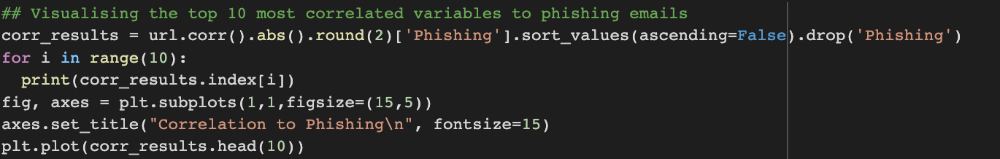 ## Visualising the top 10 most correlated variables to phishing emails
corr_results = url.corr().abs().round(2)['Phishing'].sort_values(ascending=False).drop('Phishing')
for i in range(10):
  print(corr_results.index[i])
fig, axes = plt.subplots(1,1,figsize=(15,5))
axes.set_title("Correlation to Phishing\n", fontsize=15)
plt.plot(corr_results.head(10))